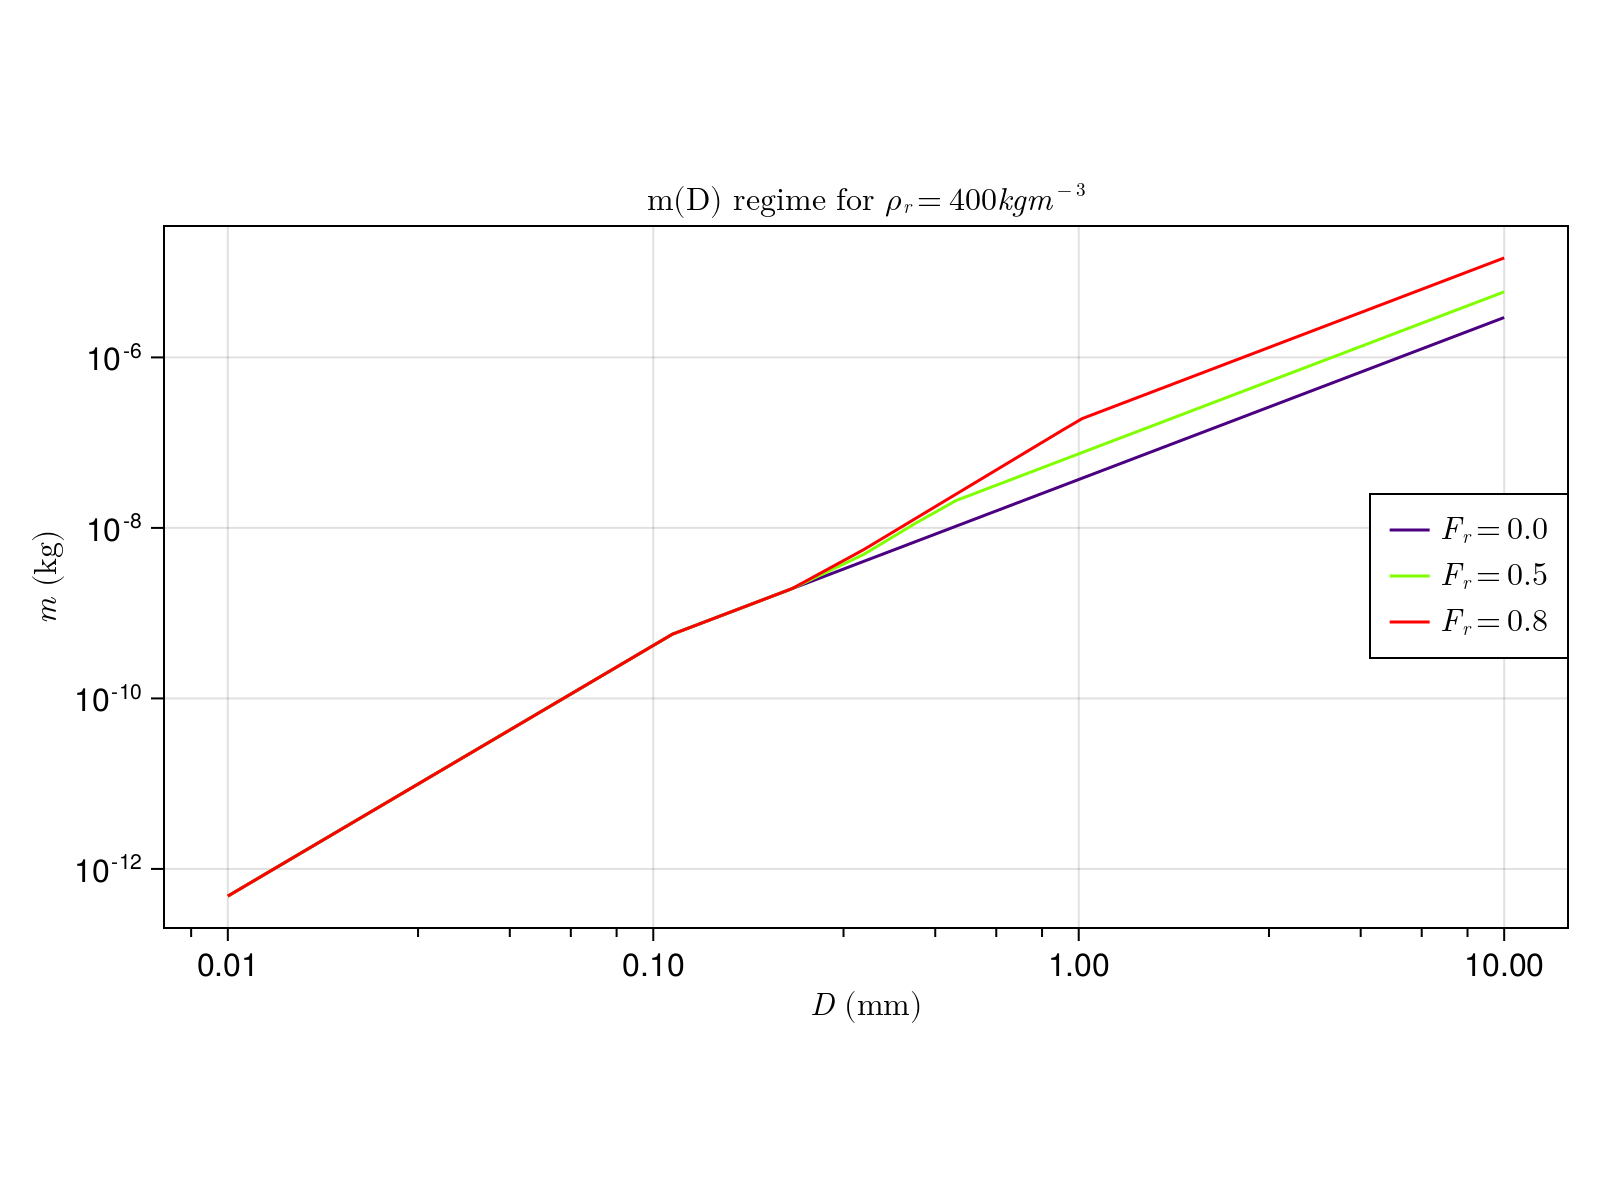 m(D) regime for ρᵣ = 400kgm⁻³
m (kg)
10⁻⁶
10⁻⁸
10⁻¹⁰
10⁻¹²
Fᵣ = 0.0
Fᵣ = 0.5
Fᵣ = 0.8
0.01 0.10 1.00 10.00
D (mm)